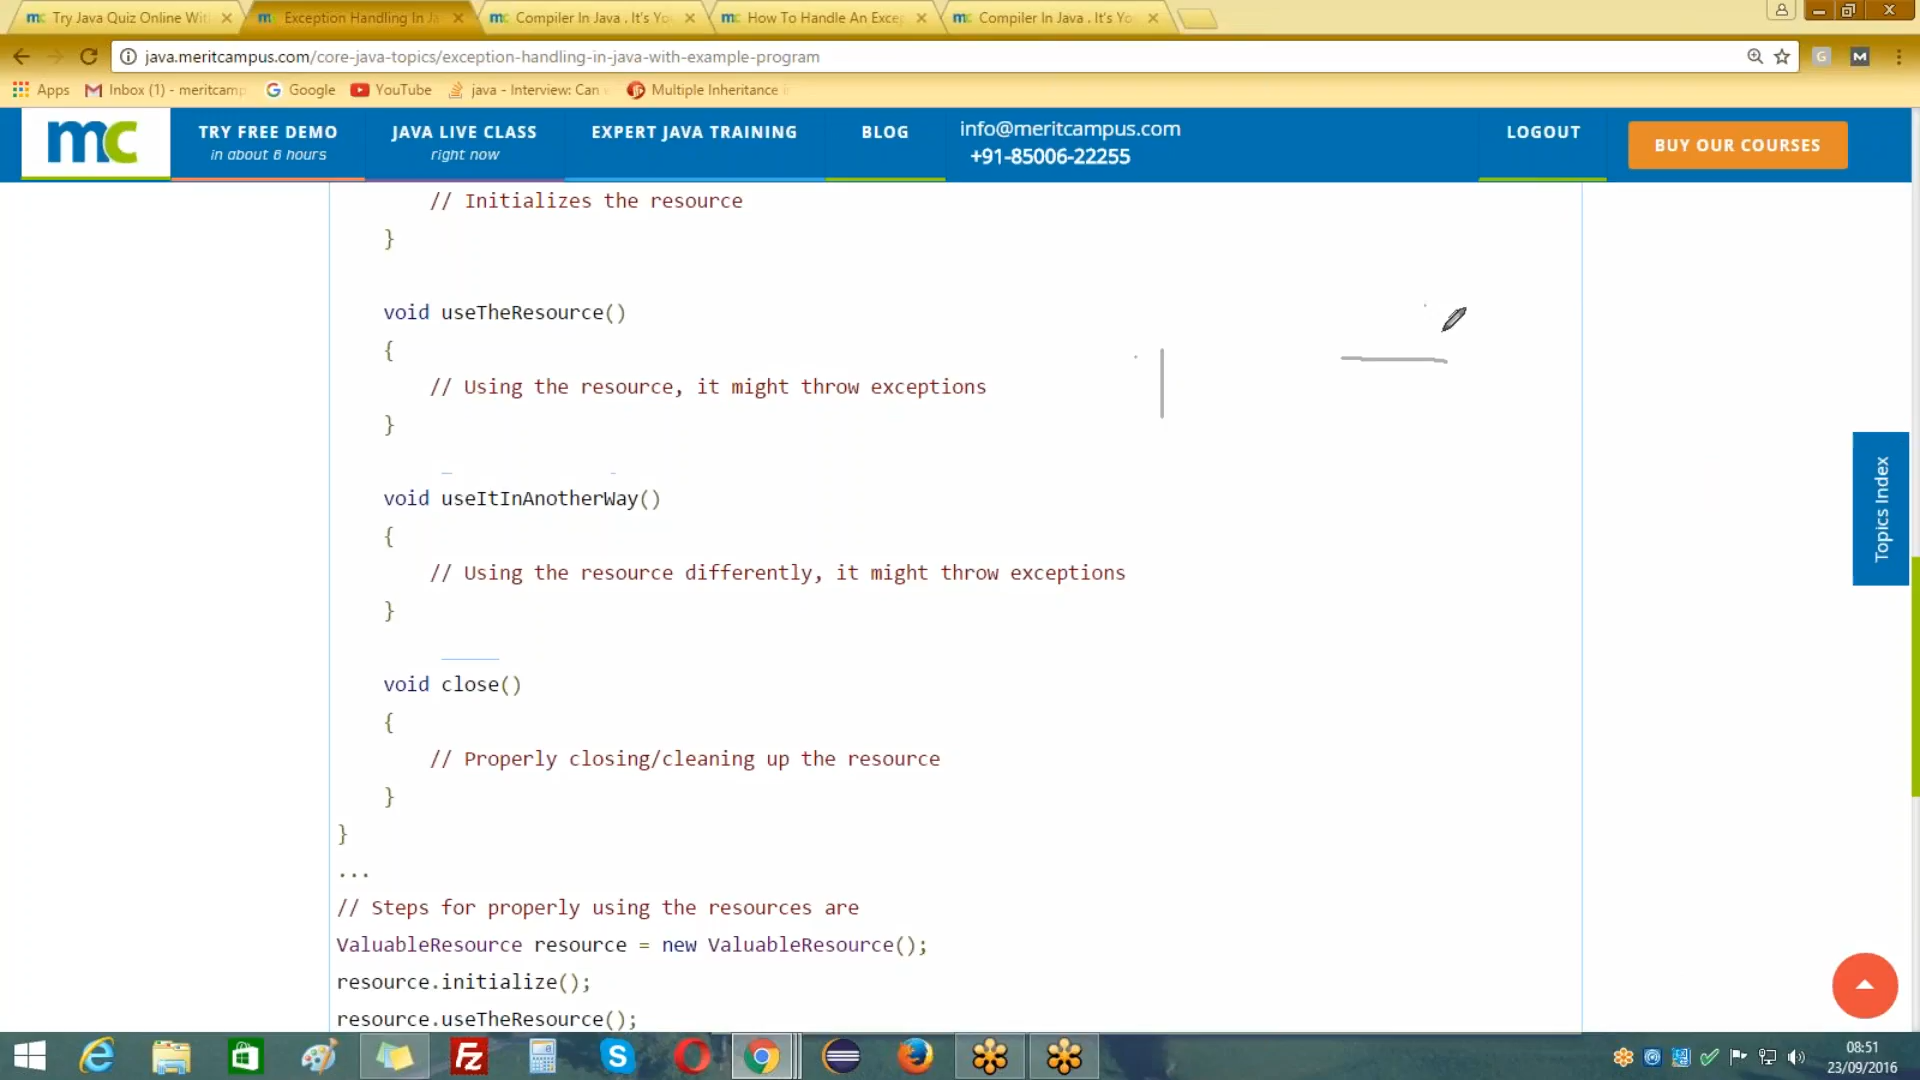 Try Java Quiz Online Wit
Exception Handling In Ja
Compiler In Java . It's Yo
How To Handle An Exce
Compiler In Java . It's Yo
java.meritcampus.com/core-java-topics/exception-handling-in-java-with-example-program
G
M
Apps
Inbox (1) - meritcamp
Google
YouTube
java - Interview: Can
Multiple Inheritance i
mc
TRY FREE DEMO
in about 6 hours
JAVA LIVE CLASS
right now
EXPERT JAVA TRAINING
BLOG
info@meritcampus.com
+91-85006-22255
LOGOUT
BUY OUR COURSES
// Initializes the resource
}
void useTheResource()
{
// Using the resource, it might throw exceptions
}
void useItInAnotherWay()
{
// Using the resource differently, it might throw exceptions
}
void close()
{
// Properly closing/cleaning up the resource
}
}
...
// Steps for properly using the resources are
ValuableResource resource = new ValuableResource();
resource.initialize();
resource.useTheResource();
Topics Index
08:51
23/09/2016